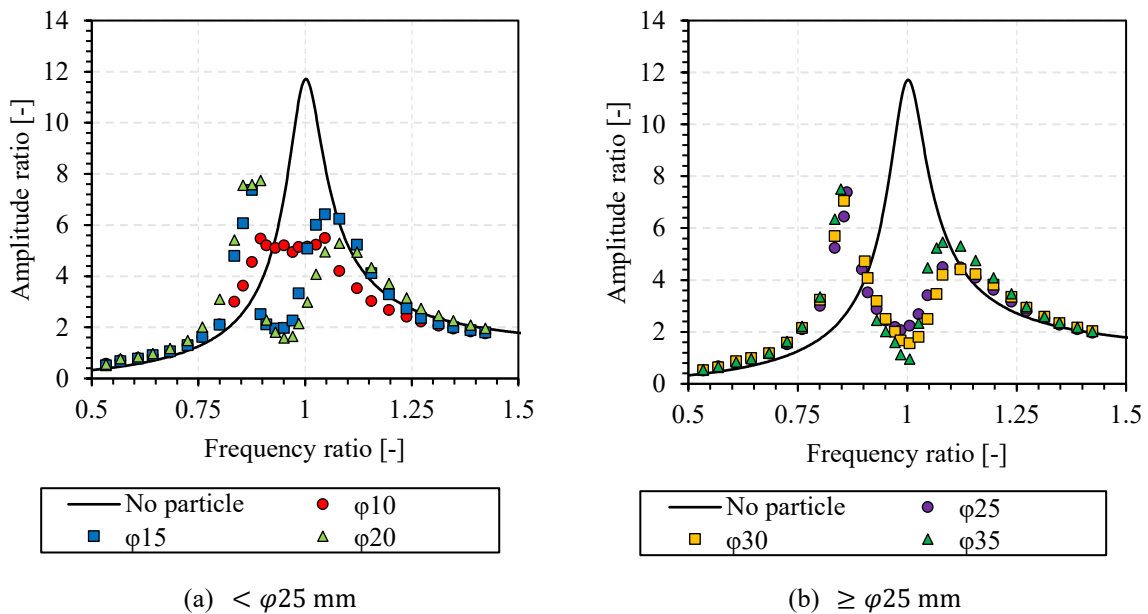 14
12
10
8
6
4
2
0
Amplitude ratio [-]
0.5 0.75 1 1.25 1.5
Frequency ratio [-]
No particle φ10
φ15 φ20
(a) < φ25 mm
14
12
10
8
6
4
2
0
Amplitude ratio [-]
0.5 0.75 1 1.25 1.5
Frequency ratio [-]
No particle φ25
φ30 φ35
(b) ≥ φ25 mm